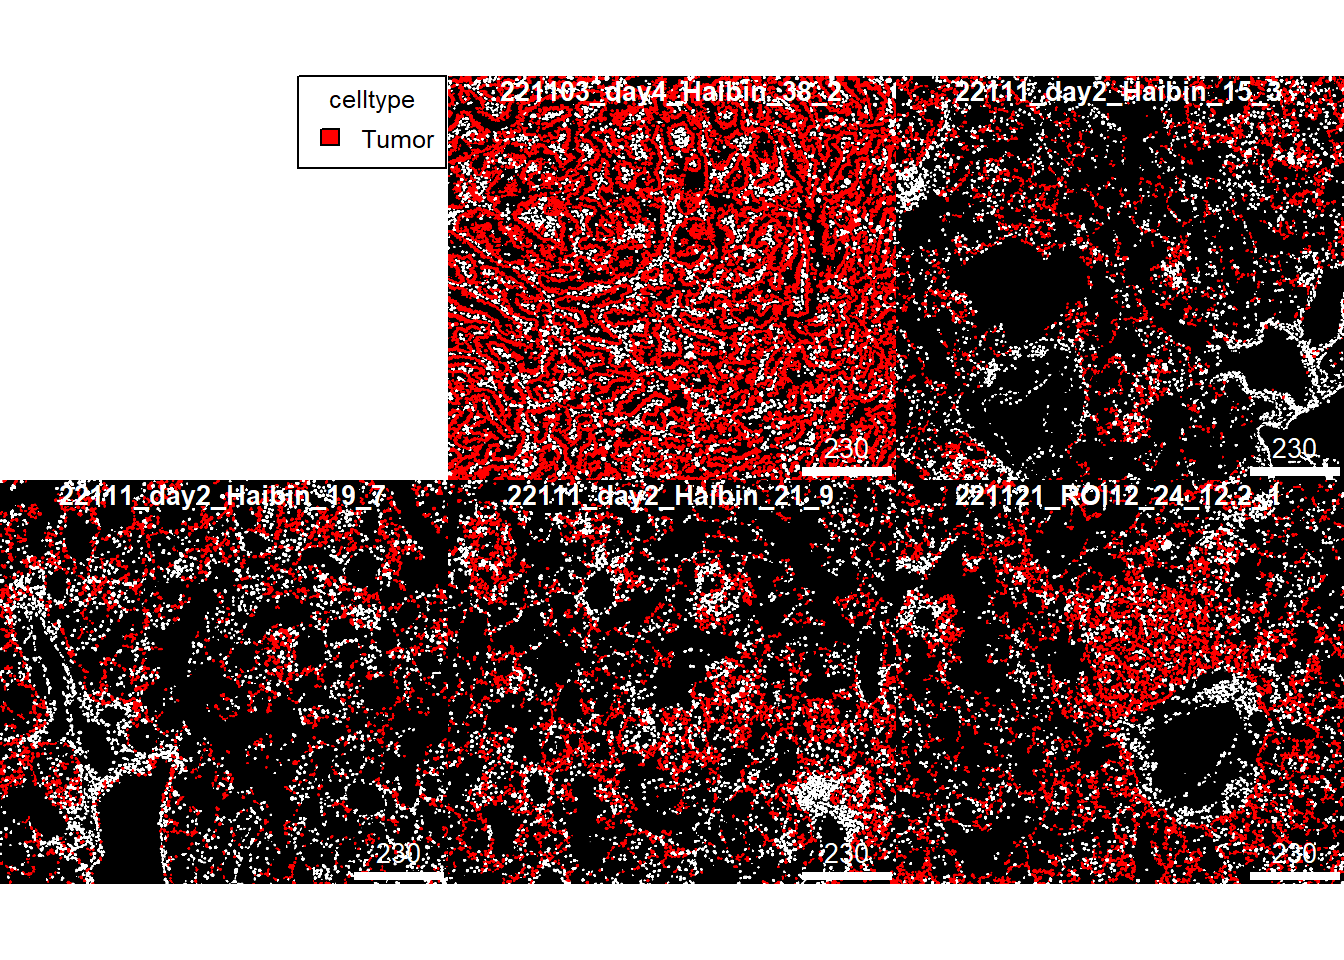 celltype
Tumor
221103_day4_Haibin_38_2
22111_day2_Haibin_15_3
230
230
22111_day2_Haibin_19_7
22111_day2_Haibin_21_9
221121_ROI12_24_12.2_1
230
230
230